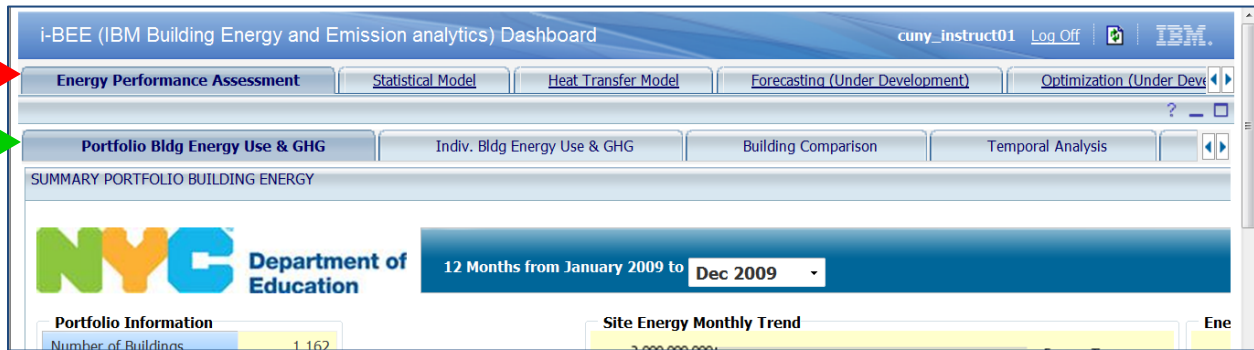 i-BEE (IBM Building Energy and Emission analytics) Dashboard cuny_instruct01 Log Off IBM.
Energy Performance Assessment Statistical Model Heat Transfer Model Forecasting (Under Development) Optimization (Under Deve
?
Portfolio Bldg Energy Use & GHG Indiv. Bldg Energy Use & GHG Building Comparison Temporal Analysis
SUMMARY PORTFOLIO BUILDING ENERGY
NYC Department of
Education
12 Months from January 2009 to Dec 2009
Portfolio Information Site Energy Monthly Trend Ene
Number of Buildings 1,162